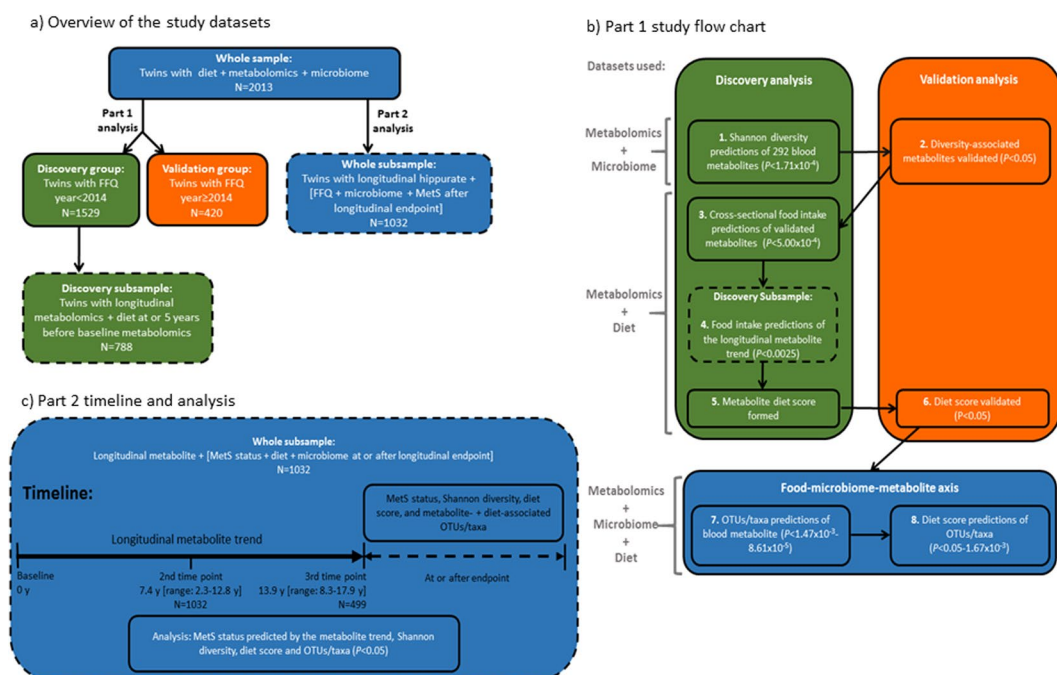 a) Overview of the study datasets
Whole sample:
Twins with diet + metabolomics + microbiome
N=2013
Part 1
analysis
Part 2
analysis
Discovery group:
Twins with FFQ
year<2014
N=1529
Validation group:
Twins with FFQ
year≥2014
N=420
Whole subsample:
Twins with longitudinal hippurate +
[FFQ + microbiome + MetS after
longitudinal endpoint]
N=1032
Discovery subsample:
Twins with longitudinal
metabolomics + diet at or 5 years
before baseline metabolomics
N=788
b) Part 1 study flow chart
Datasets used:
Discovery analysis
Validation analysis
Metabolomics
+
Microbiome
1. Shannon diversity
predictions of 292 blood
metabolites (P<1.71x10-4)
2. Diversity-associated
metabolites validated (P<0.05)
3. Cross-sectional food intake
predictions of validated
metabolites (P<5.00x10-4)
Metabolomics
+
Diet
Discovery Subsample:
4. Food intake predictions of
the longitudinal metabolite
trend (P<0.0025)
5. Metabolite diet score
formed
6. Diet score validated
(P<0.05)
Metabolomics
+
Microbiome
+
Diet
Food-microbiome-metabolite axis
7. OTUs/taxa predictions of
blood metabolite (P<1.47x10-3-
8.61x10-5)
8. Diet score predictions of
OTUs/taxa
(P<0.05-1.67x10-3)
c) Part 2 timeline and analysis
Whole subsample:
Longitudinal metabolite + [MetS status + diet + microbiome at or after longitudinal endpoint]
N=1032
Timeline:
MetS status, Shannon diversity, diet
score, and metabolite- + diet-associated
OTUs/taxa
Longitudinal metabolite trend
Baseline
0 y
2nd time point
7.4 y [range: 2.3-12.8 y]
N=1032
3rd time point
13.9 y [range: 8.3-17.9 y]
N=499
At or after endpoint
Analysis: MetS status predicted by the metabolite trend, Shannon
diversity, diet score and OTUs/taxa (P<0.05)